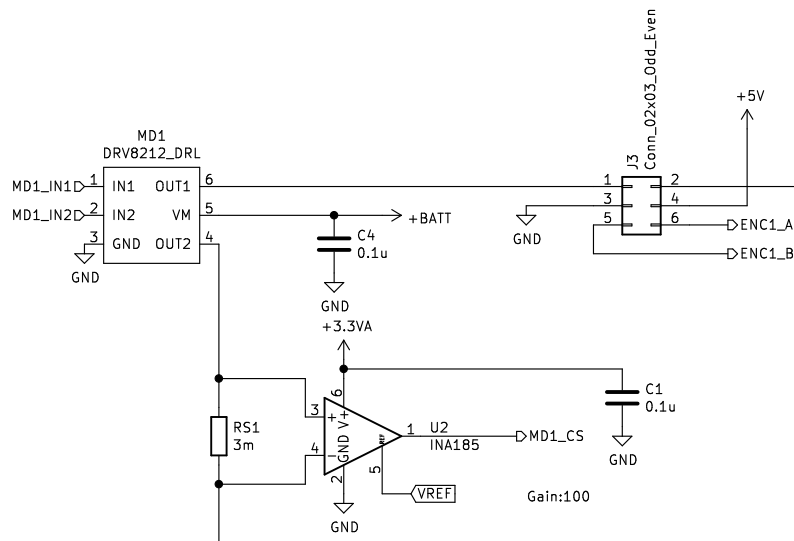 Conn_02x03_Odd_Even
J3
+5V
MD1
DRV8212_DRL
MD1_IN1
1
IN1
OUT1
6
1
2
MD1_IN2
2
IN2
VM
5
+BATT
3
4
3
GND
OUT2
4
GND
5
6
ENC1_A
ENC1_B
GND
C4
0.1u
GND
+3.3VA
6
C1
0.1u
RS1
3m
3
+
V+
4
-
GND
REF
1
U2
INA185
MD1_CS
2
5
VREF
GND
GND
Gain:100